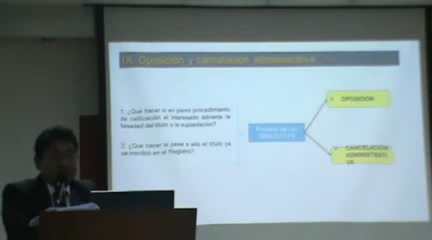 IX. Oposición y cancelación administrativa
1. ¿Qué hacer si en pleno procedimiento
de calificación el interesado advierte la
falsedad del título o la suplantación?
OPOSICIÓN
2. ¿Qué hacer si pese a ello el título ya
se inscribió en el Registro?
CANCELACIÓN